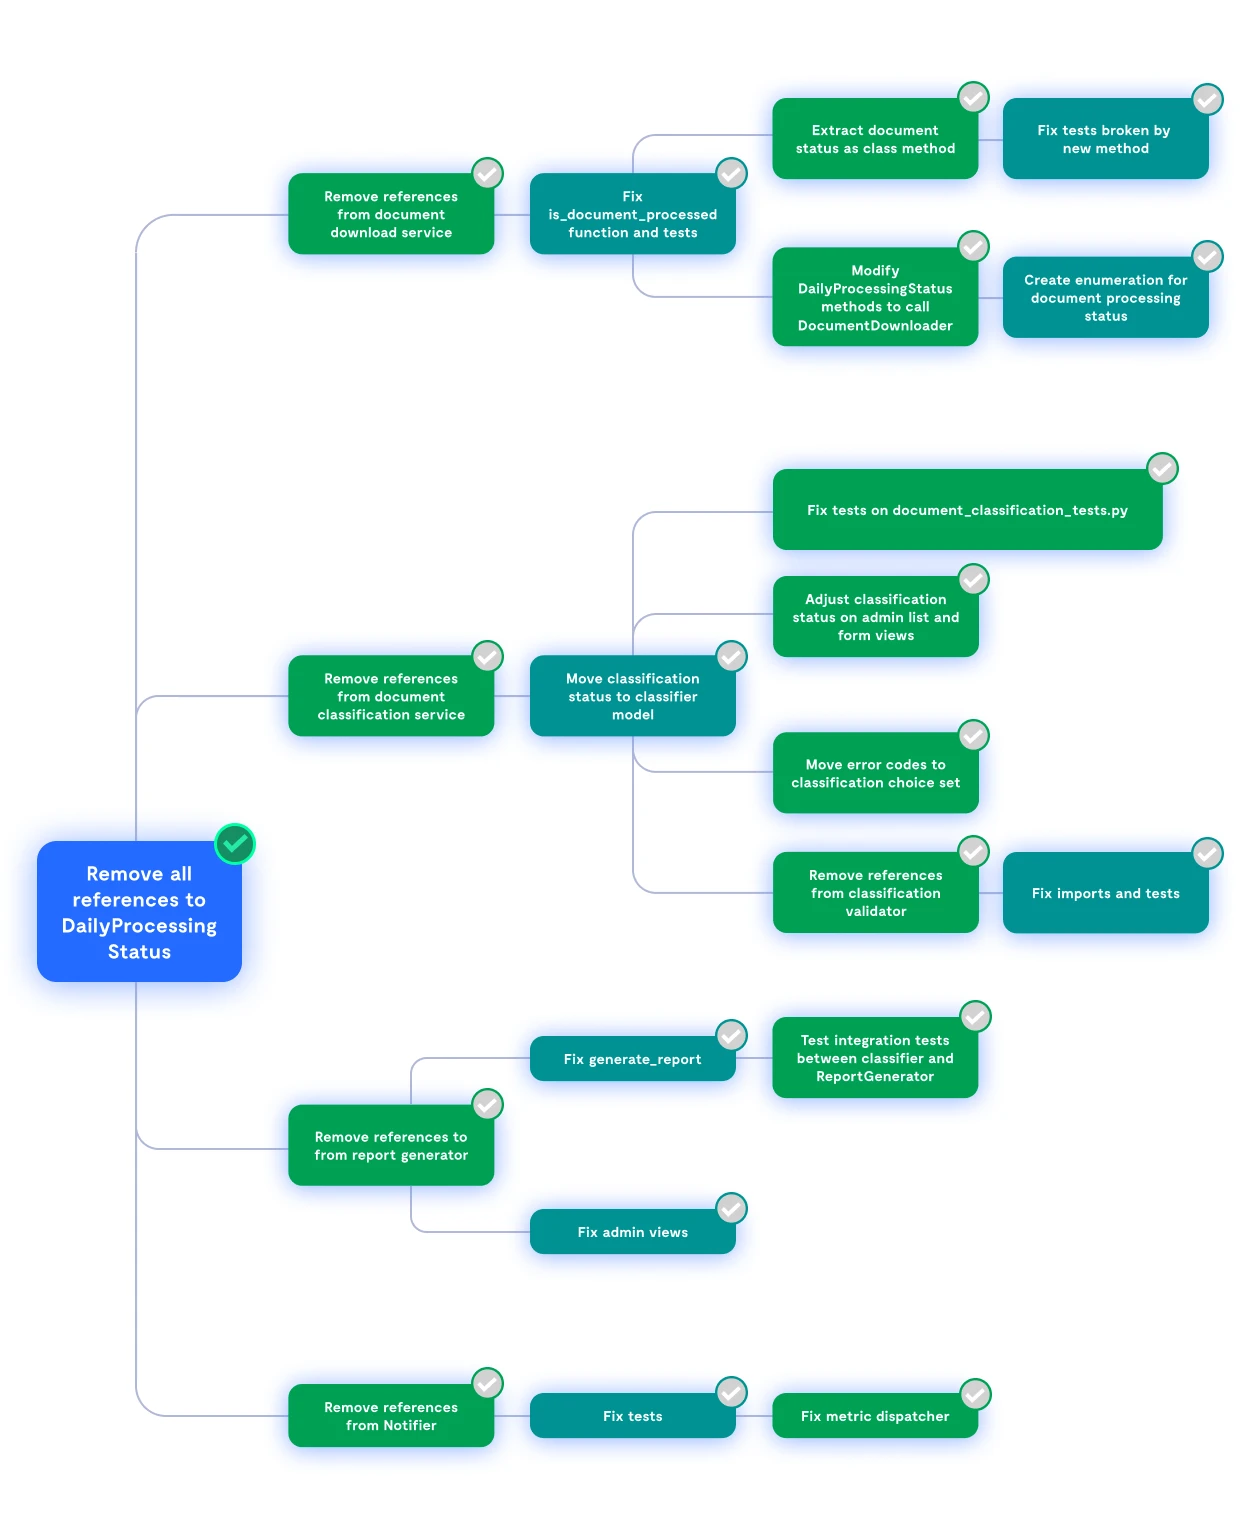 Extract document
status as class method
Fix tests broken by
new method
Remove references
from document
download service
Fix
is_document_processed
function and tests
Modify
DailyProcessingStatus
methods to call
DocumentDownloader
Create enumeration for
document processing
status
Fix tests on document_classification_tests.py
Adjust classification
status on admin list and
form views
Remove references
from document
classification service
Move classification
status to classifier
model
Move error codes to
classification choice set
Remove references
from classification
validator
Fix imports and tests
Remove all
references to
DailyProcessing
Status
Fix generate_report
Test integration tests
between classifier and
ReportGenerator
Remove references to
from report generator
Fix admin views
Remove references
from Notifier
Fix tests
Fix metric dispatcher